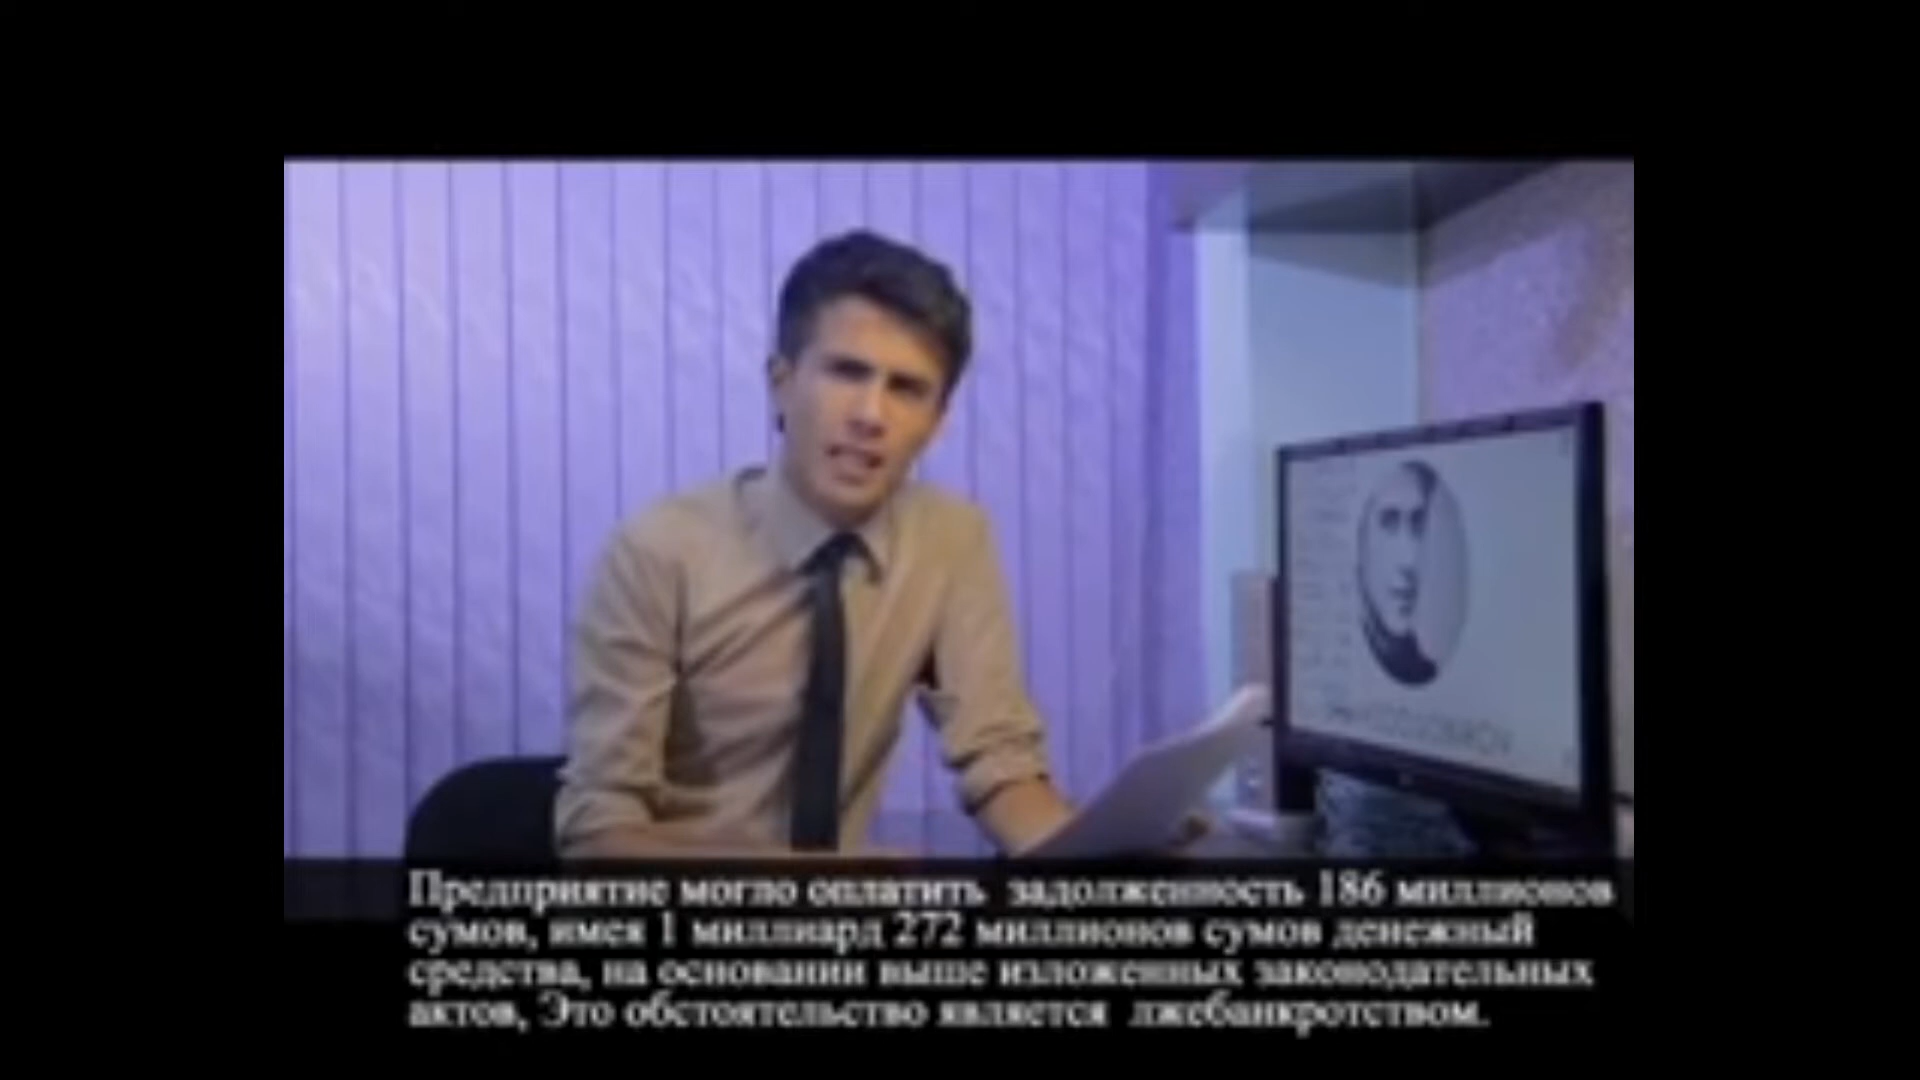 Предприятие могло оплатить задолженность 186 миллионов
сумов, имея 1 миллиард 272 миллионов сумов денежный
средства, на основании выше изложенных законодательных
актов, Это обстоятельство является лжебанкротством.